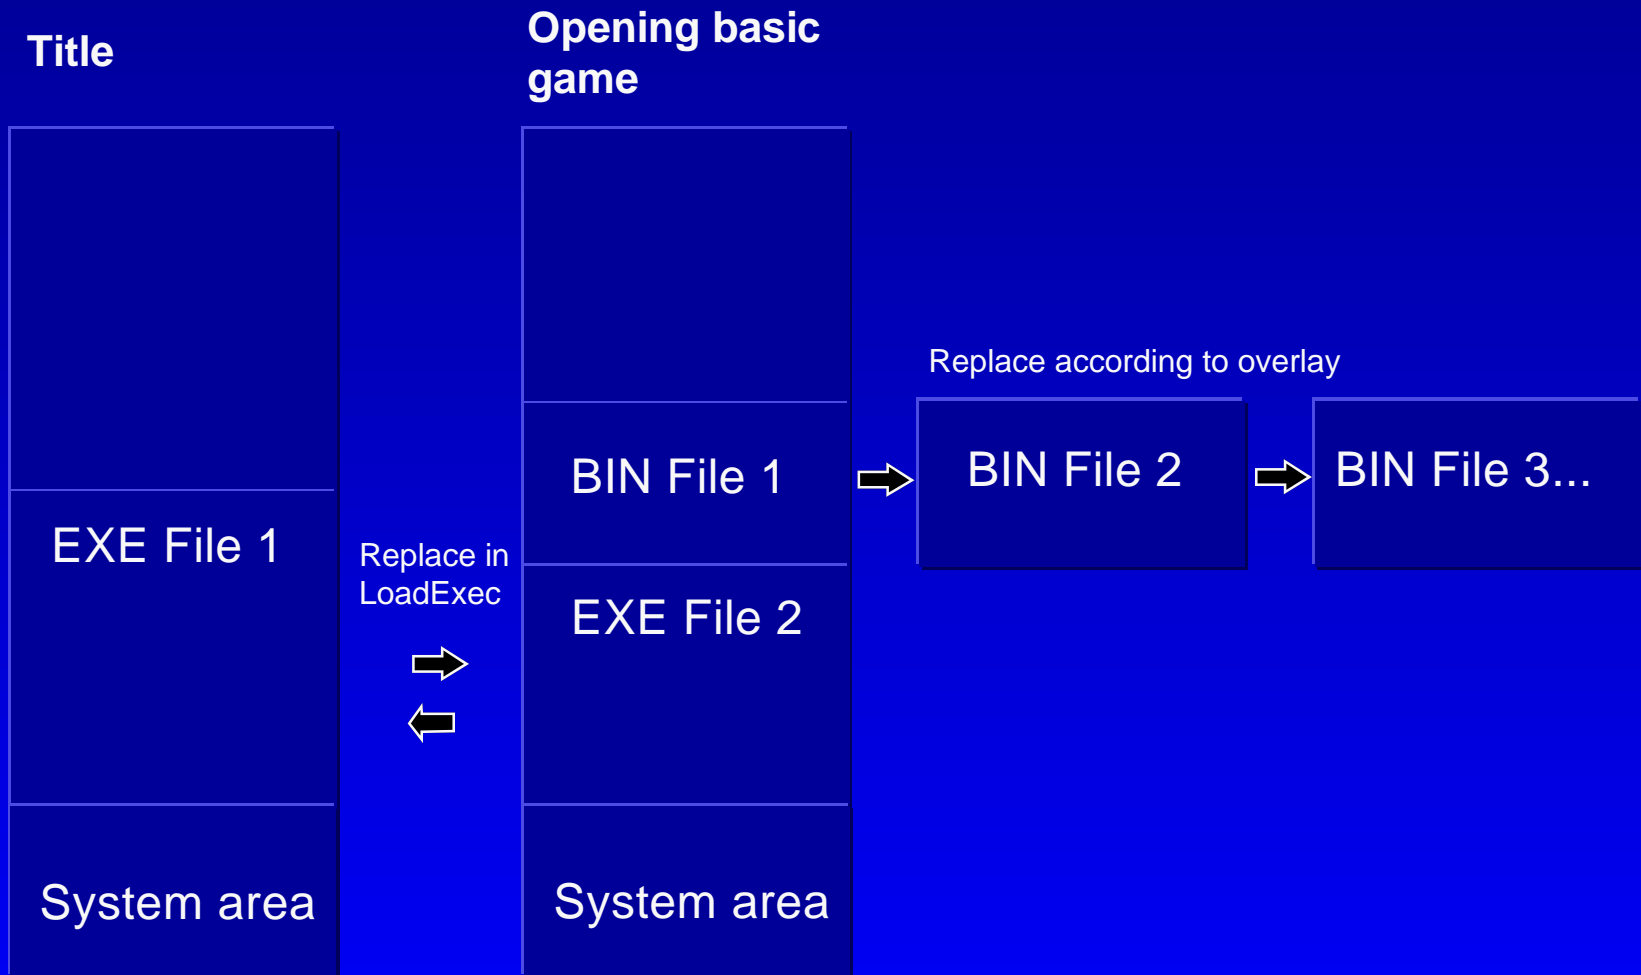 Title
Opening basic
game
Replace according to overlay
BIN File 1
BIN File 2
BIN File 3...
EXE File 1
Replace in
LoadExec
EXE File 2
System area
System area